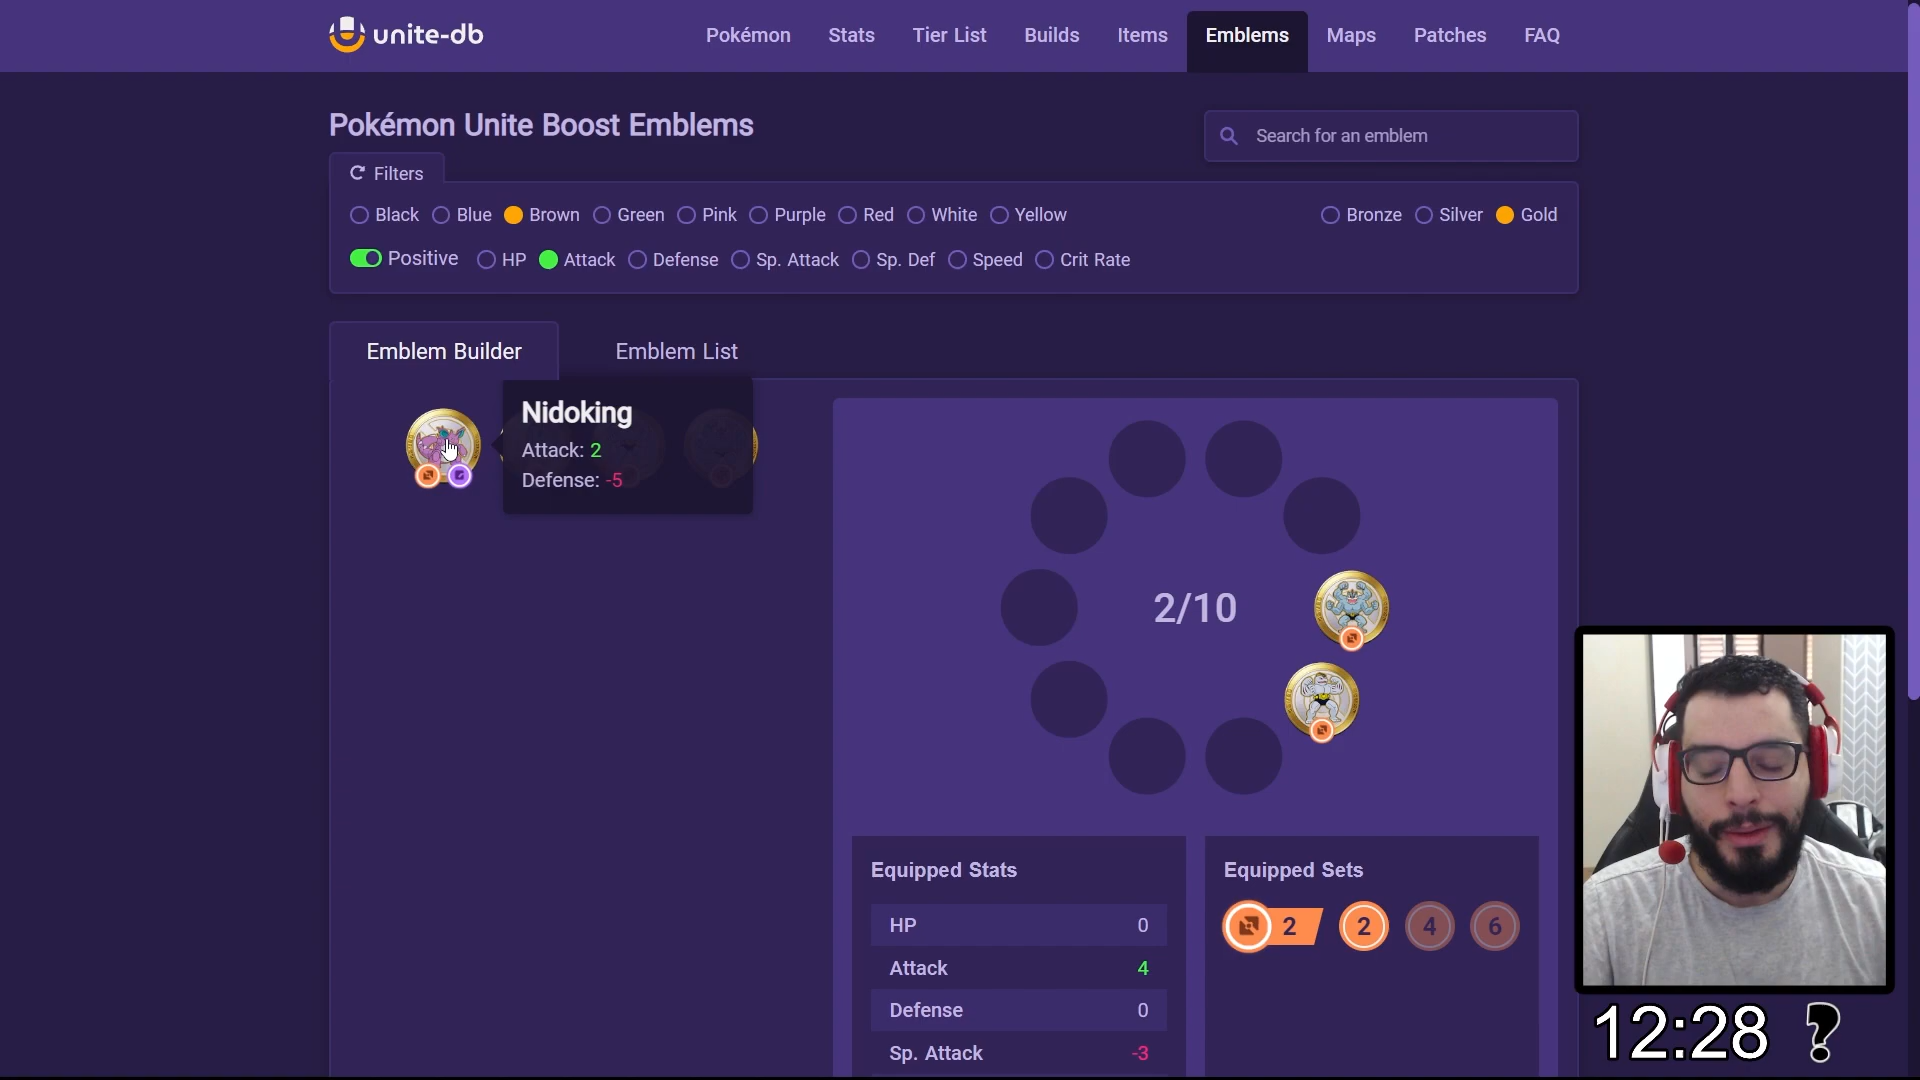 unite-db
Pokémon Stats Tier List Builds Items Emblems Maps Patches FAQ
Pokémon Unite Boost Emblems
Search for an emblem
Filters
Black Blue Brown Green Pink Purple Red White Yellow Bronze Silver Gold
Positive HP Attack Defense Sp. Attack Sp. Def Speed Crit Rate
Emblem Builder Emblem List
Nidoking
Attack: 2
Defense: -5
2/10
Equipped Stats
HP 0
Attack 4
Defense 0
Sp. Attack -3
Equipped Sets
2 2 4 6
12:28 ?